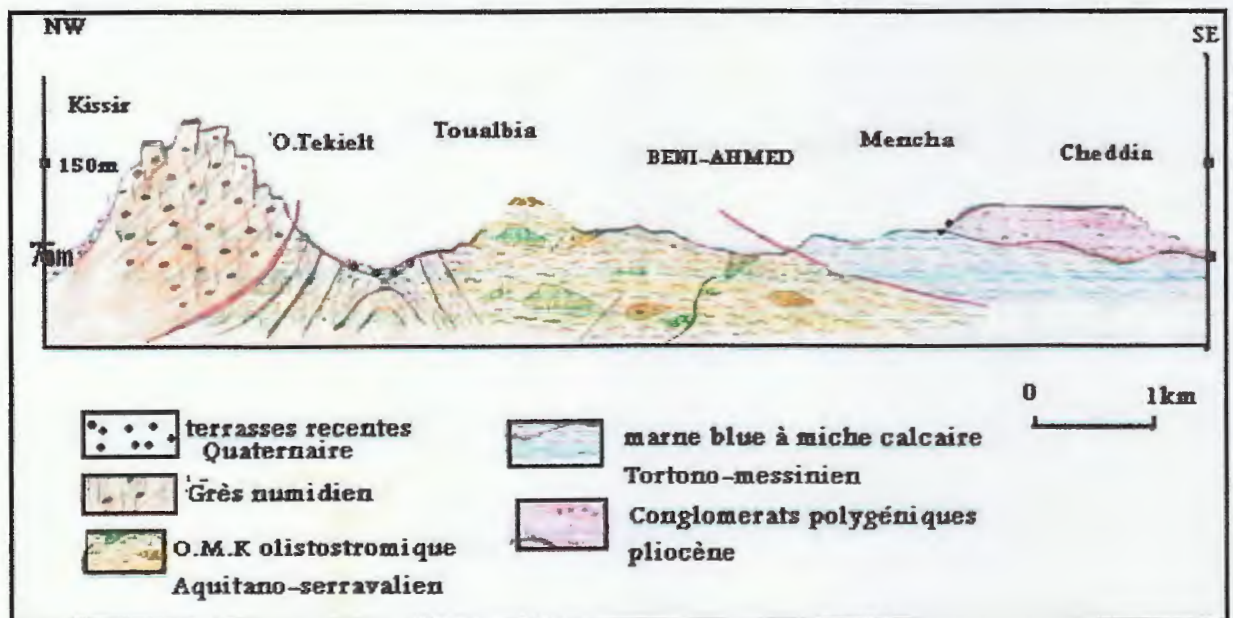 NW
SE
Kissir
O.Tekielt
Toualbia
BENI-AHMED
Mencha
Cheddia
150m
0 1km
terrasses recentes
Quaternaire
Grès numidien
O.M.K olistostromique
Aquitano-serravalien
marne blue à miche calcaire
Tortono-messinien
Conglomerats polygéniques
pliocène